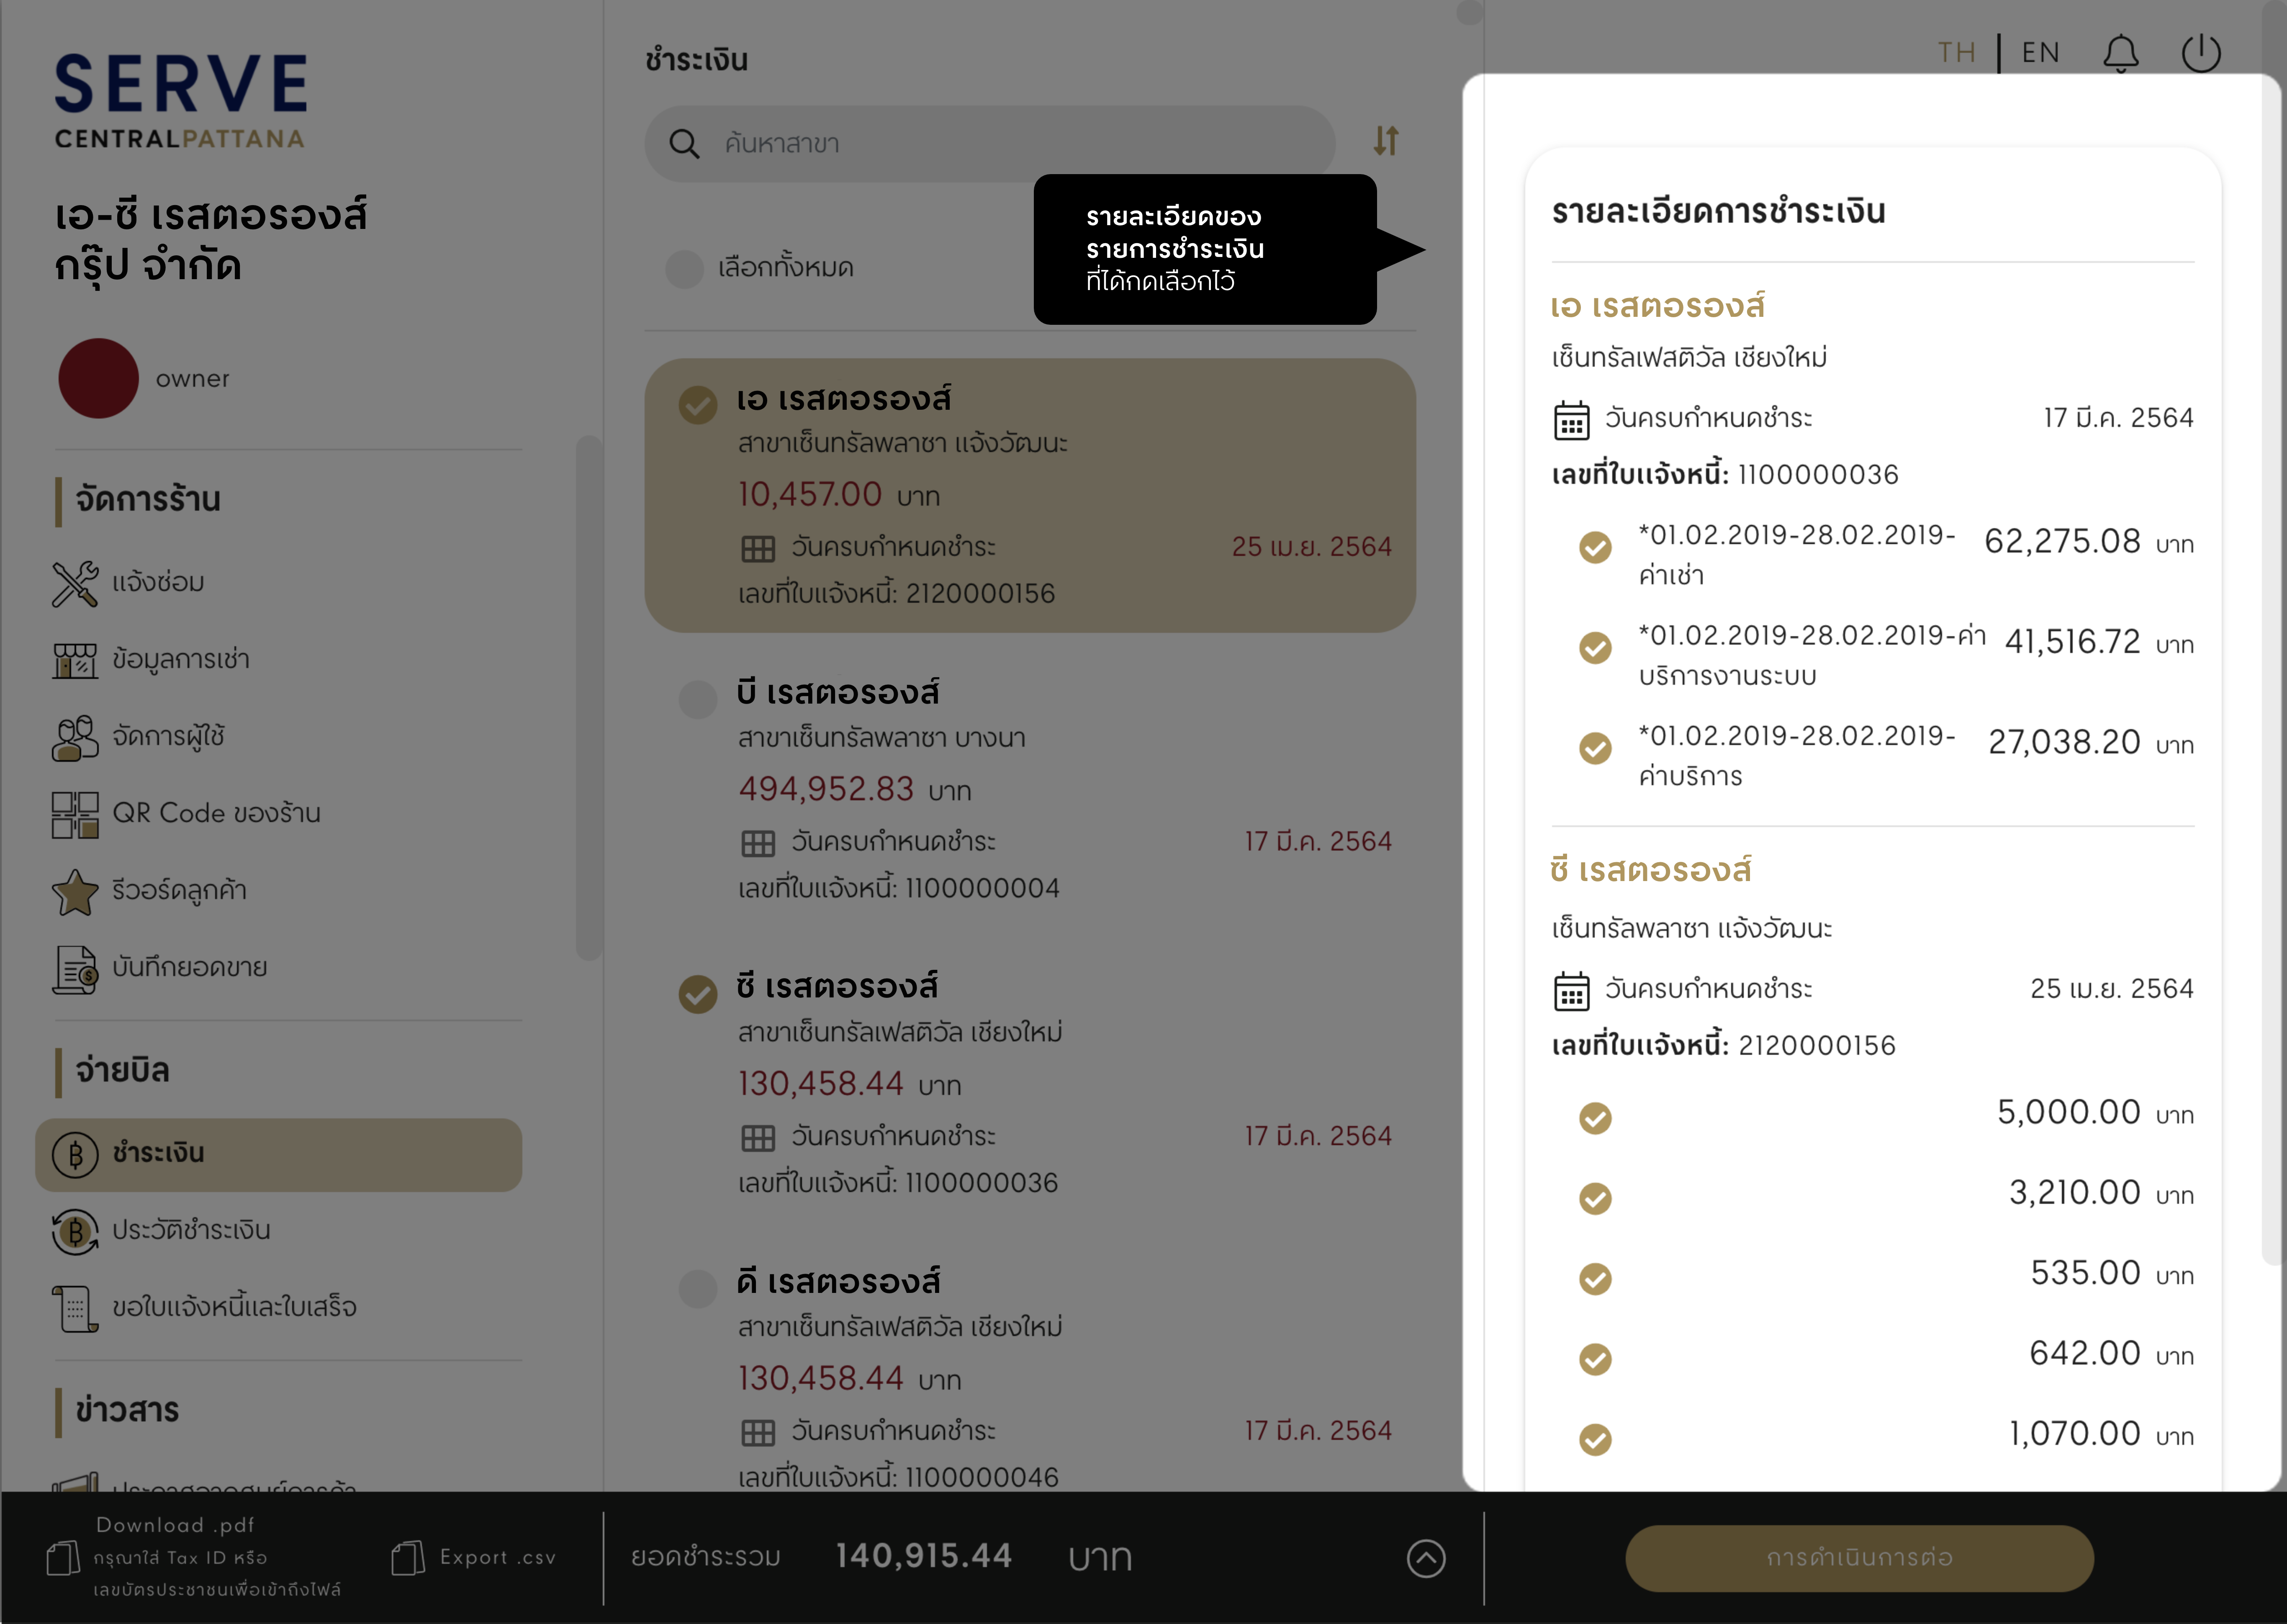 SERVE
CENTRALPATTANA
เอ-ซี เรสตอรองส์
กรุ๊ป จำกัด
owner
จัดการร้าน
แจ้งซ่อม
ข้อมูลการเช่า
จัดการผู้ใช้
QR Code ของร้าน
รีวอร์ดลูกค้า
บันทึกยอดขาย
จ่ายบิล
ชำระเงิน
ประวัติชำระเงิน
ขอใบแจ้งหนี้และใบเสร็จ
ข่าวสาร
ชำระเงิน
ค้นหาสาขา
เลือกทั้งหมด
รายละเอียดของ
รายการชำระเงิน
ที่ได้กดเลือกไว้
เอ เรสตอรองส์
สาขาเซ็นทรัลพลาซา แจ้งวัฒนะ
10,457.00 บาท
วันครบกำหนดชำระ 25 เม.ย. 2564
เลขที่ใบแจ้งหนี้: 2120000156
บี เรสตอรองส์
สาขาเซ็นทรัลพลาซา บางนา
494,952.83 บาท
วันครบกำหนดชำระ 17 มี.ค. 2564
เลขที่ใบแจ้งหนี้: 1100000004
ซี เรสตอรองส์
สาขาเซ็นทรัลเฟสติวัล เชียงใหม่
130,458.44 บาท
วันครบกำหนดชำระ 17 มี.ค. 2564
เลขที่ใบแจ้งหนี้: 1100000036
ดี เรสตอรองส์
สาขาเซ็นทรัลเฟสติวัล เชียงใหม่
130,458.44 บาท
วันครบกำหนดชำระ 17 มี.ค. 2564
เลขที่ใบแจ้งหนี้: 1100000046
TH | EN
รายละเอียดการชำระเงิน
เอ เรสตอรองส์
เซ็นทรัลเฟสติวัล เชียงใหม่
วันครบกำหนดชำระ 17 มี.ค. 2564
เลขที่ใบแจ้งหนี้: 1100000036
*01.02.2019-28.02.2019- 62,275.08 บาท
ค่าเช่า
*01.02.2019-28.02.2019-ค่า 41,516.72 บาท
บริการงานระบบ
*01.02.2019-28.02.2019- 27,038.20 บาท
ค่าบริการ
ซี เรสตอรองส์
เซ็นทรัลพลาซา แจ้งวัฒนะ
วันครบกำหนดชำระ 25 เม.ย. 2564
เลขที่ใบแจ้งหนี้: 2120000156
5,000.00 บาท
3,210.00 บาท
535.00 บาท
642.00 บาท
1,070.00 บาท
Download .pdf
กรุณาใส่ Tax ID หรือ
เลขบัตรประชาชนเพื่อเข้าถึงไฟล์
Export .csv
ยอดชำระรวม 140,915.44 บาท
การดำเนินการต่อ